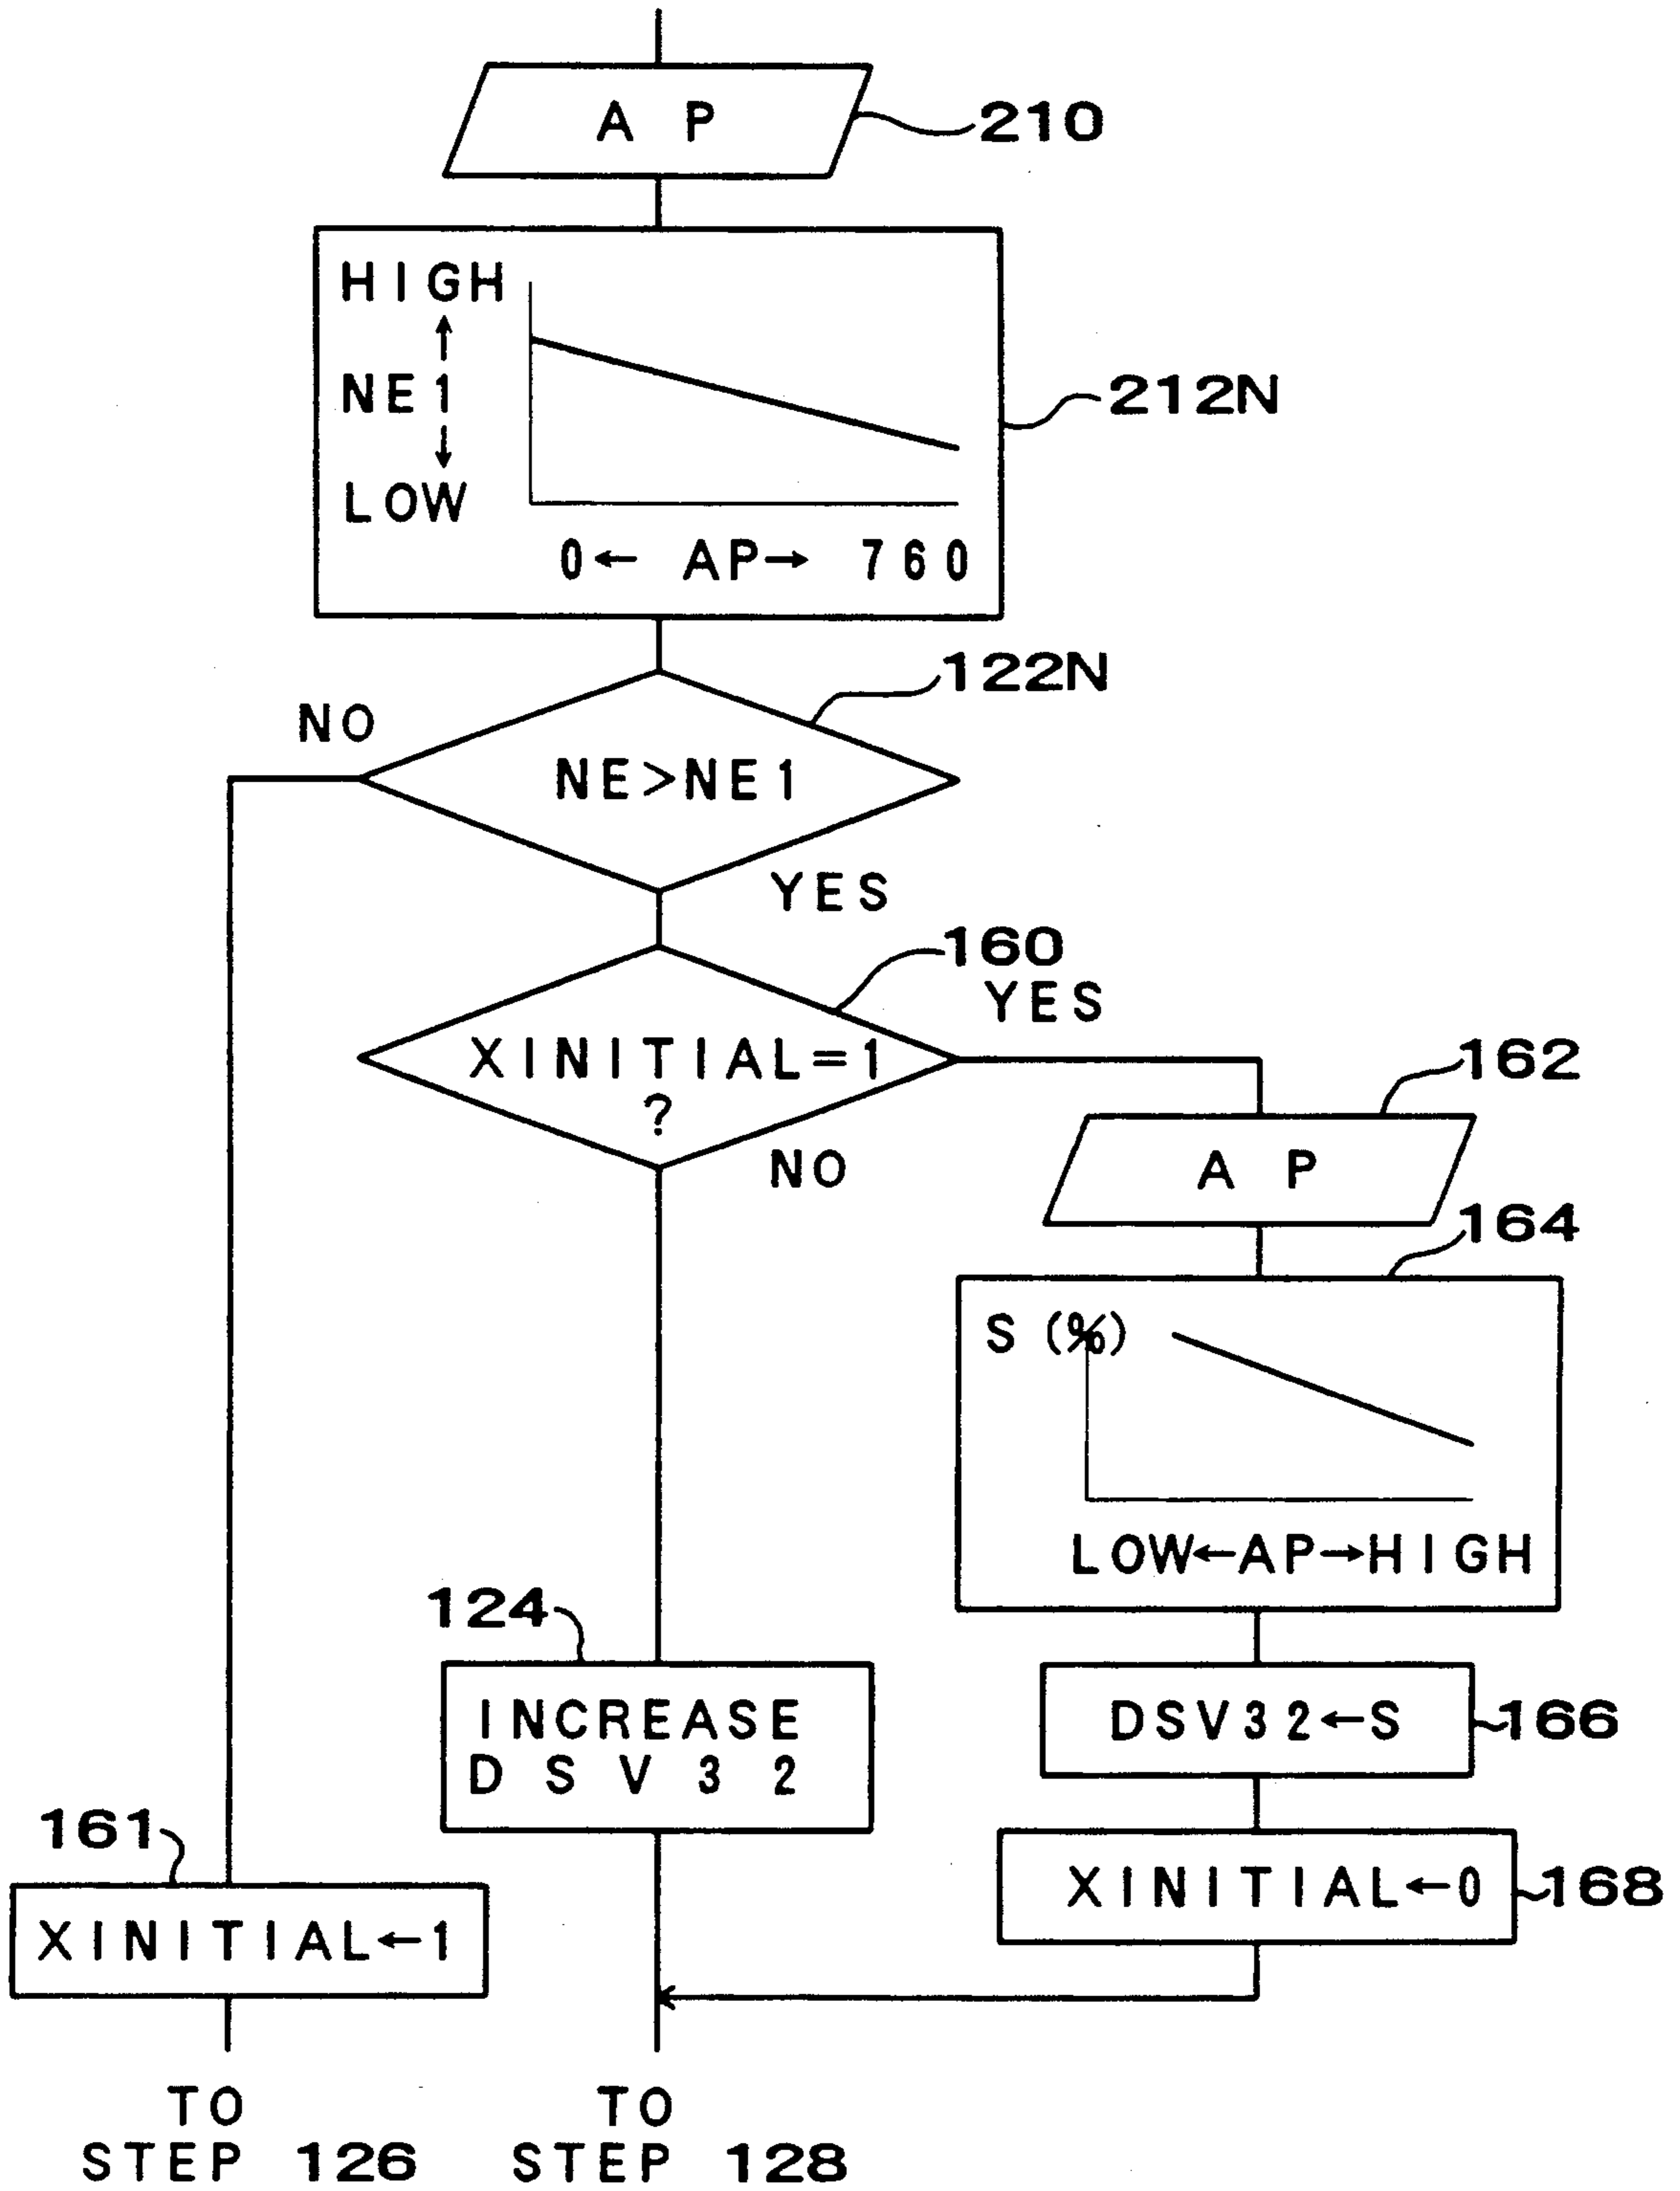 A P
210
HIGH
NE1
212N
LOW
0← AP→ 760
122N
NO
NE>NE1
YES
160
YES
XINITIAL=1
?
162
NO
A P
164
S (%)
LOW←AP→HIGH
124
INCREASE
DSV32
DSV32←S
166
161
XINITIAL←0
168
XINITIAL←1
TO
STEP 126
TO
STEP 128